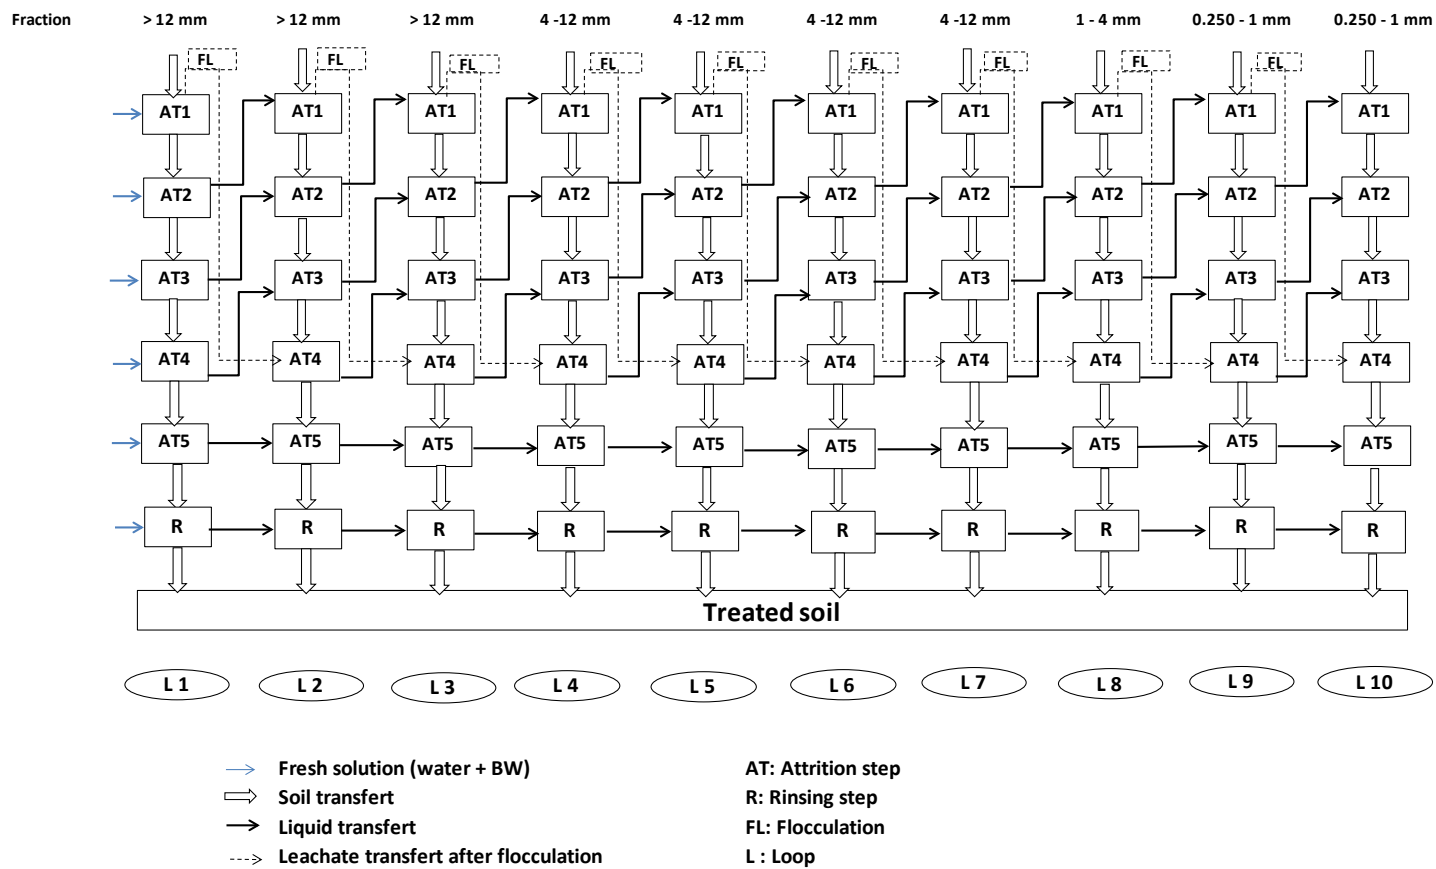 Fraction > 12 mm > 12 mm > 12 mm 4 -12 mm 4 -12 mm 4 -12 mm 4 -12 mm 1 - 4 mm 0.250 - 1 mm 0.250 - 1 mm
FL FL FL FL FL FL FL FL FL
AT1 AT1 AT1 AT1 AT1 AT1 AT1 AT1 AT1 AT1
AT2 AT2 AT2 AT2 AT2 AT2 AT2 AT2 AT2 AT2
AT3 AT3 AT3 AT3 AT3 AT3 AT3 AT3 AT3 AT3
AT4 AT4 AT4 AT4 AT4 AT4 AT4 AT4 AT4 AT4
AT5 AT5 AT5 AT5 AT5 AT5 AT5 AT5 AT5 AT5
R R R R R R R R R R
Treated soil
L 1 L 2 L 3 L 4 L 5 L 6 L 7 L 8 L 9 L 10
Fresh solution (water + BW)
Soil transfert
Liquid transfert
Leachate transfert after flocculation
AT: Attrition step
R: Rinsing step
FL: Flocculation
L : Loop